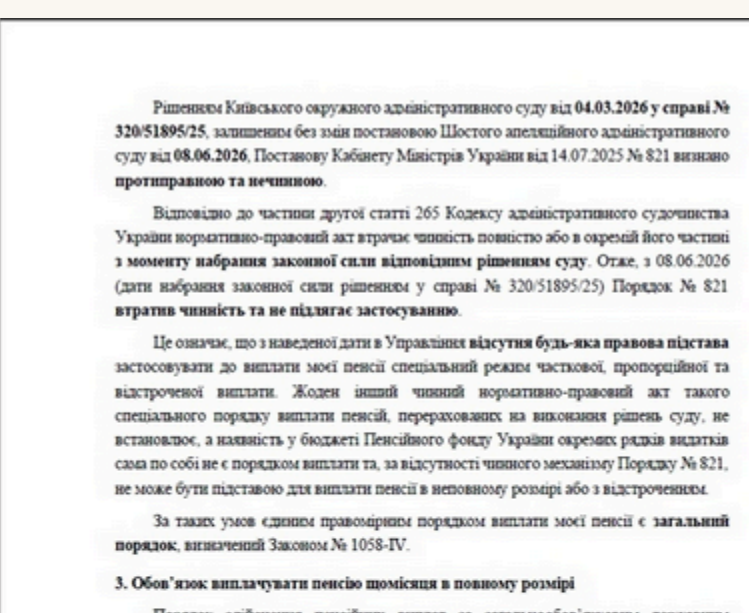 Рішенням Київського окружного адміністративного суду від 04.03.2026 у справі №
320/51895/25, залишеним без змін постановою Шостого апеляційного адміністративного
суду від 08.06.2026, Постанову Кабінету Міністрів України від 14.07.2025 № 821 визнано
протиправною та нечинною.
Відповідно до частини другої статті 265 Кодексу адміністративного судочинства
України нормативно-правовий акт втрачає чинність повністю або в окремій його частині
з моменту набрання законної сили відповідним рішенням суду. Отже, з 08.06.2026
(дати набрання законної сили рішенням у справі № 320/51895/25) Порядок № 821
втратив чинність та не підлягає застосуванню.
Це означає, що з наведеної дати в Управління відсутня будь-яка правова підстава
застосовувати до виплати моєї пенсії спеціальний режим часткової, пропорційної та
відстроченої виплати. Жоден інший чинний нормативно-правовий акт такого
спеціального порядку виплати пенсій, перерахованих на виконання рішень суду, не
встановлює, а наявність у бюджеті Пенсійного фонду України окремих рядків видатків
сама по собі не є порядком виплати та, за відсутності чинного механізму Порядку № 821,
не може бути підставою для виплати пенсії в неповному розмірі або з відстроченням.
За таких умов єдиним правомірним порядком виплати моєї пенсії є загальний
порядок, визначений Законом № 1058-IV.
3. Обов’язок виплачувати пенсію щомісяця в повному розмірі